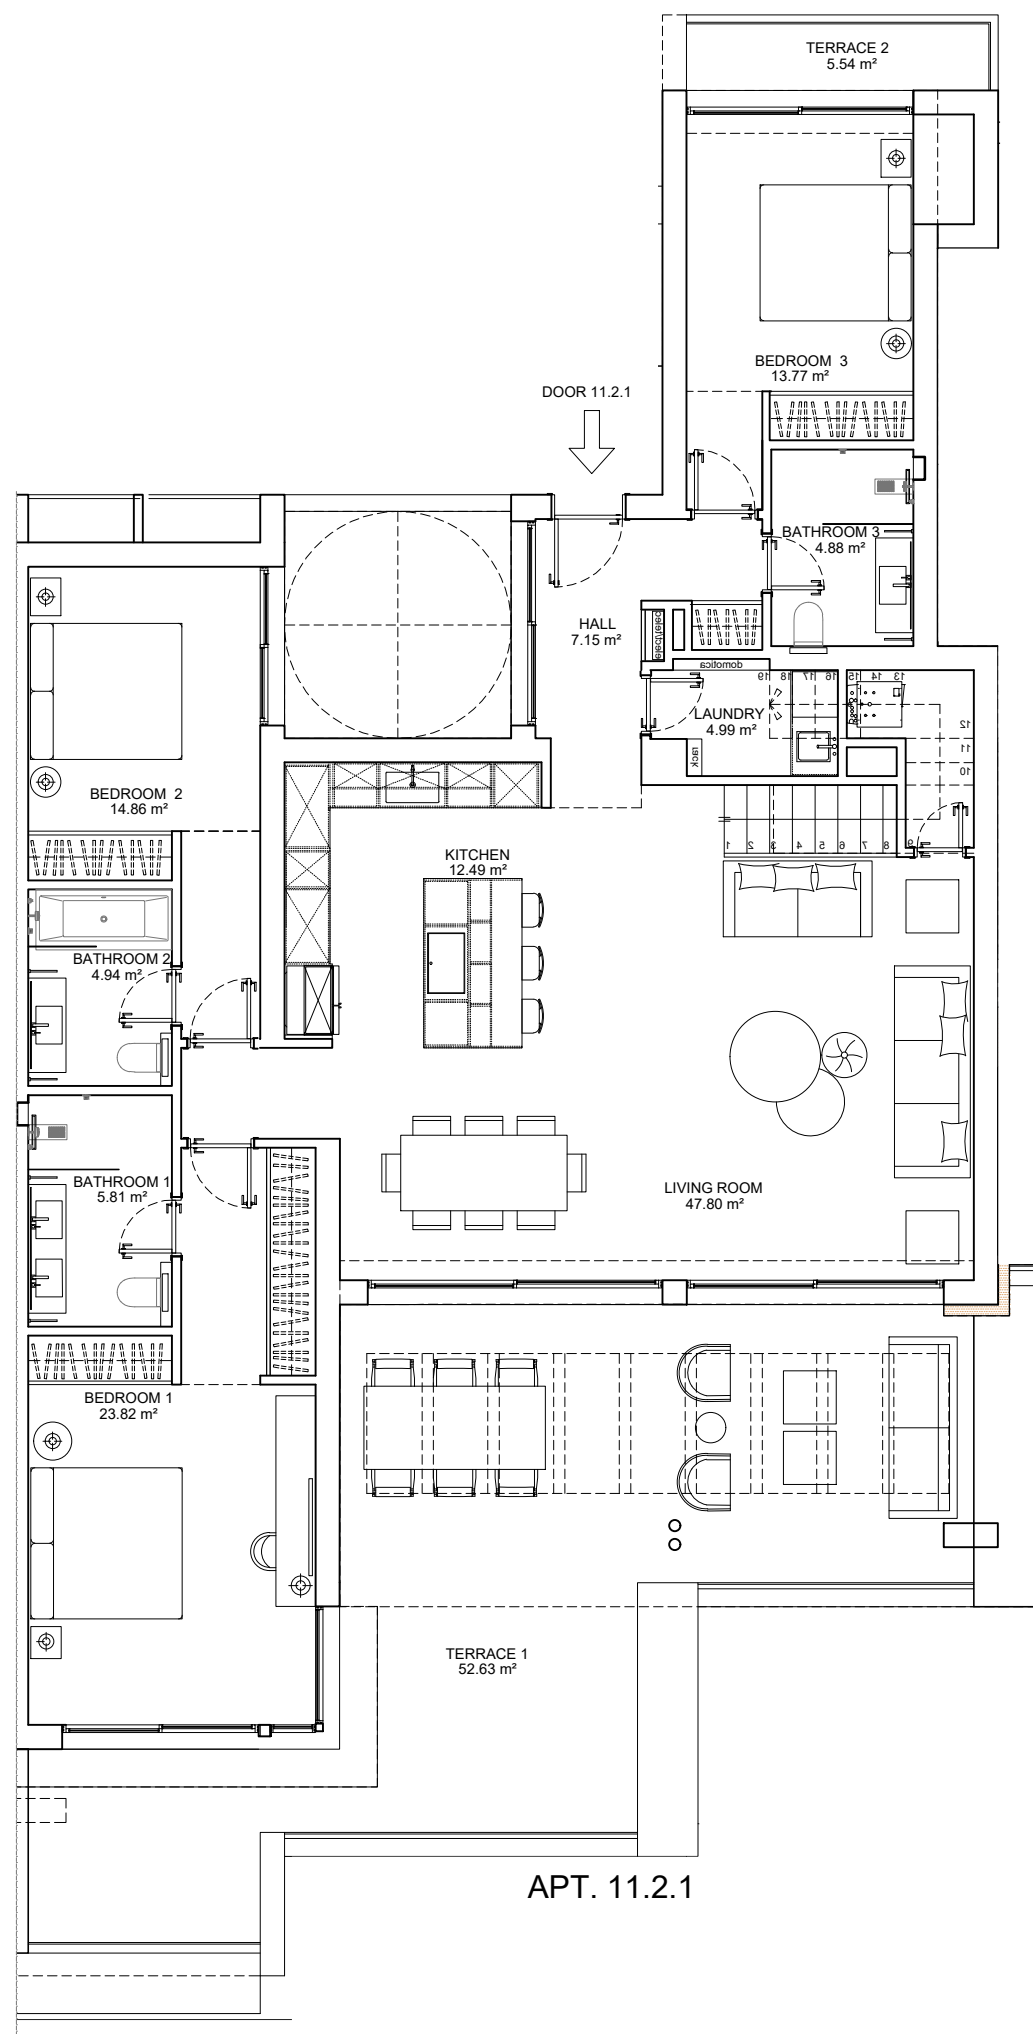 TERRACE 2
5.54 m²
BEDROOM 3
13.77 m²
DOOR 11.2.1
BATHROOM 3
4.88 m²
HALL
7.15 m²
elect/elec
domotica
19 18 17 16 15 14 13
LAUNDRY
4.99 m²
12
11
10
rack
BEDROOM 2
14.86 m²
1 2 3 4 5 6 7 8 9
KITCHEN
12.49 m²
BATHROOM 2
4.94 m²
BATHROOM 1
5.81 m²
LIVING ROOM
47.80 m²
BEDROOM 1
23.82 m²
TERRACE 1
52.63 m²
APT. 11.2.1